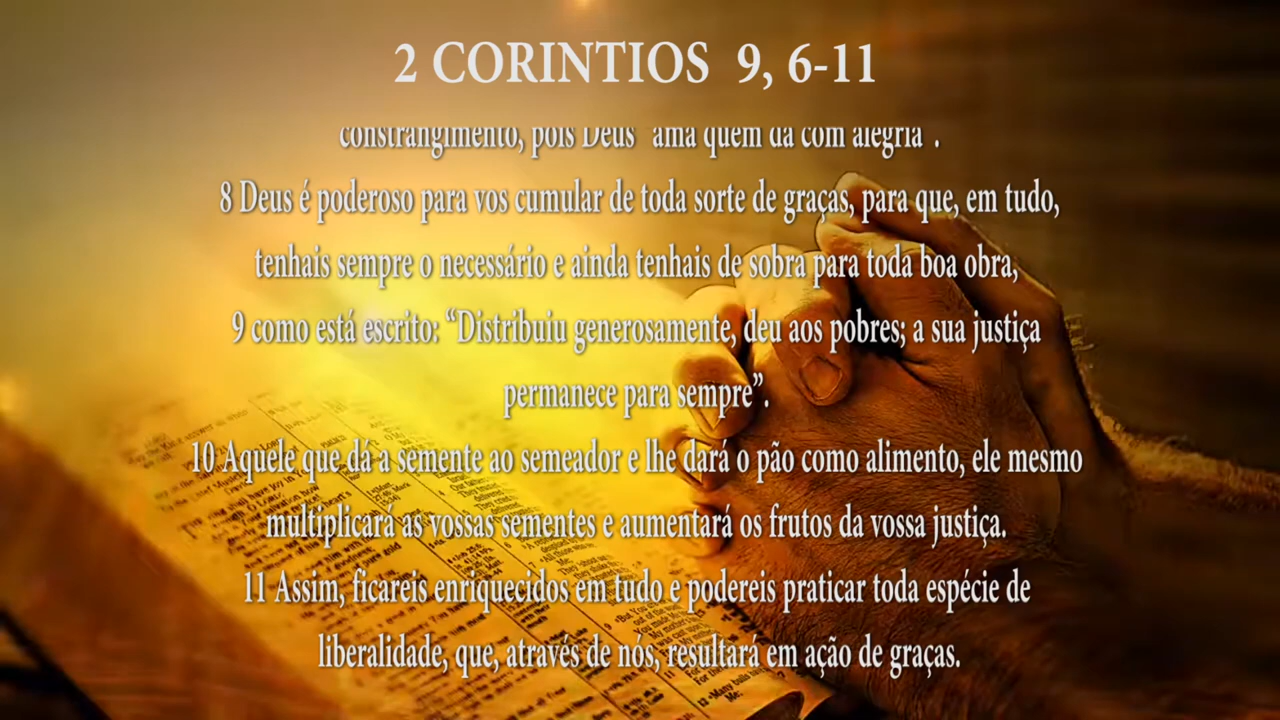 2 CORINTIOS 9, 6-11
constrangimento, pois Deus "ama quem dá com alegria".
8 Deus é poderoso para vos cumular de toda sorte de graças, para que, em tudo,
tenhais sempre o necessário e ainda tenhais de sobra para toda boa obra,
9 como está escrito: “Distribuiu generosamente, deu aos pobres; a sua justiça
permanece para sempre”.
10 Aquele que dá a semente ao semeador e lhe dará o pão como alimento, ele mesmo
multiplicará as vossas sementes e aumentará os frutos da vossa justiça.
11 Assim, ficareis enriquecidos em tudo e podereis praticar toda espécie de
liberalidade, que, através de nós, resultará em ação de graças.